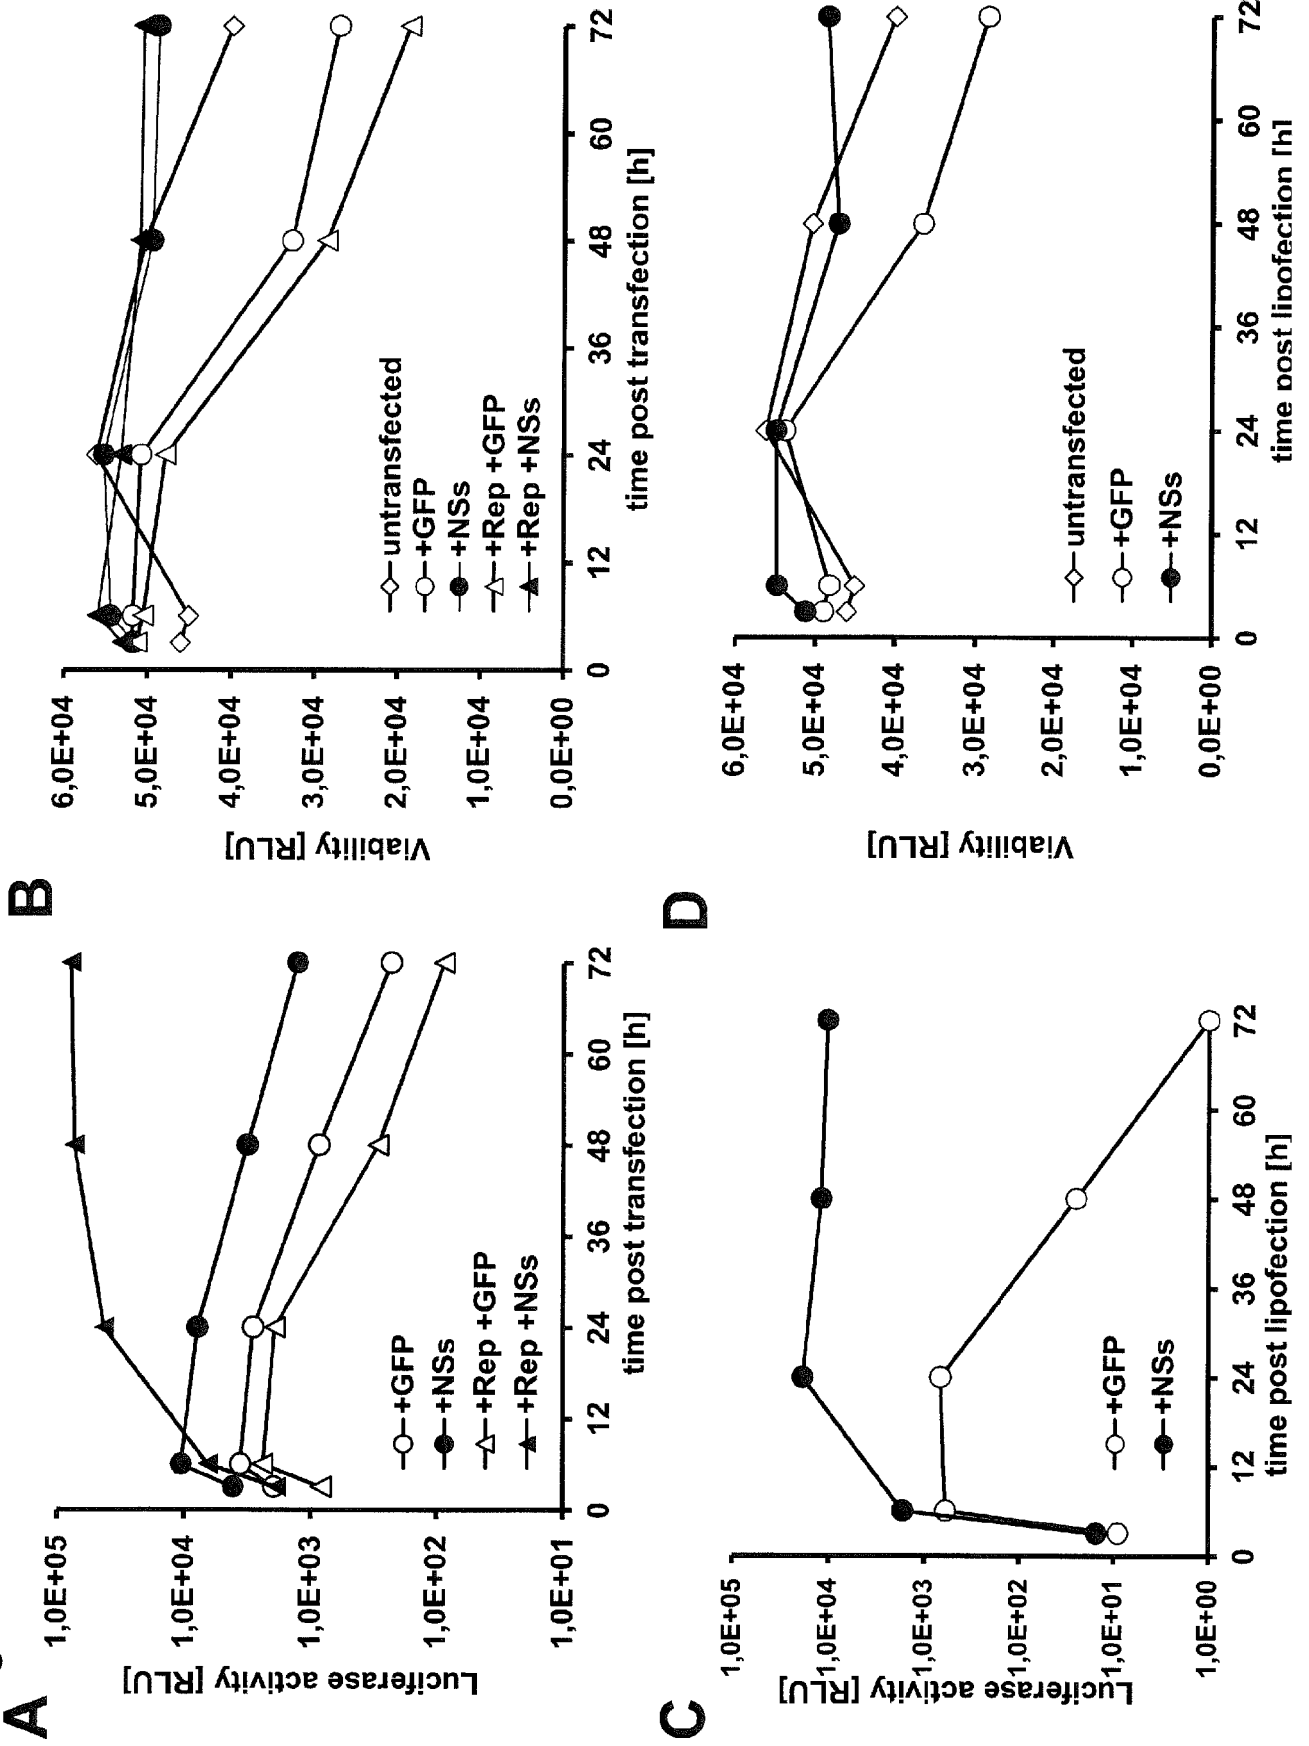 A
Luciferase activity [RLU]
1,0E+05
1,0E+04
1,0E+03
1,0E+02
1,0E+01
0 12 24 36 48 60 72
time post transfection [h]
+GFP
+NSs
+Rep +GFP
+Rep +NSs
B
Viability [RLU]
6,0E+04
5,0E+04
4,0E+04
3,0E+04
2,0E+04
1,0E+04
0,0E+00
0 12 24 36 48 60 72
time post transfection [h]
untransfected
+GFP
+NSs
+Rep +GFP
+Rep +NSs
C
Luciferase activity [RLU]
1,0E+05
1,0E+04
1,0E+03
1,0E+02
1,0E+01
1,0E+00
0 12 24 36 48 60 72
time post lipofection [h]
+GFP
+NSs
D
Viability [RLU]
6,0E+04
5,0E+04
4,0E+04
3,0E+04
2,0E+04
1,0E+04
0,0E+00
0 12 24 36 48 60 72
time post lipofection [h]
untransfected
+GFP
+NSs